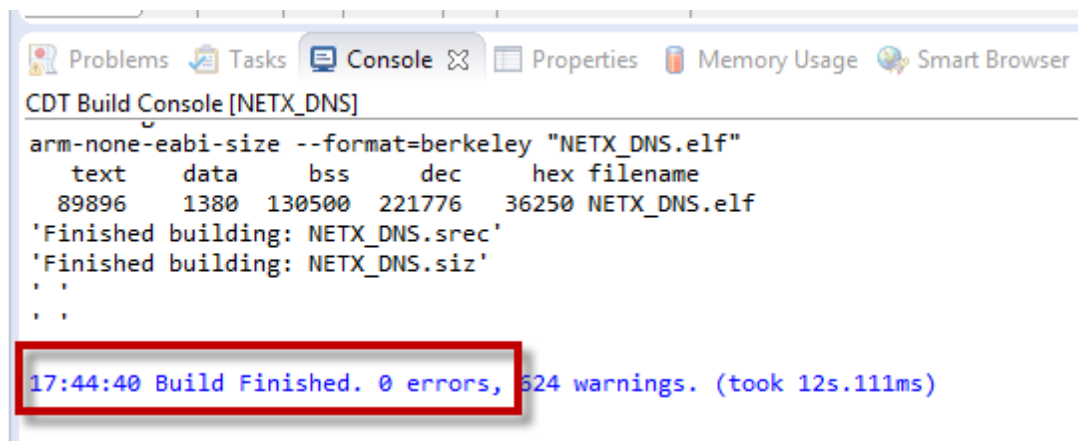 Problems Tasks Console Properties Memory Usage Smart Browser
CDT Build Console [NETX_DNS]
arm-none-eabi-size --format=berkeley "NETX_DNS.elf"
   text    data     bss     dec     hex filename
  89896    1380  130500  221776   36250 NETX_DNS.elf
'Finished building: NETX_DNS.srec'
'Finished building: NETX_DNS.siz'
' '
' '
17:44:40 Build Finished. 0 errors, 624 warnings. (took 12s.111ms)